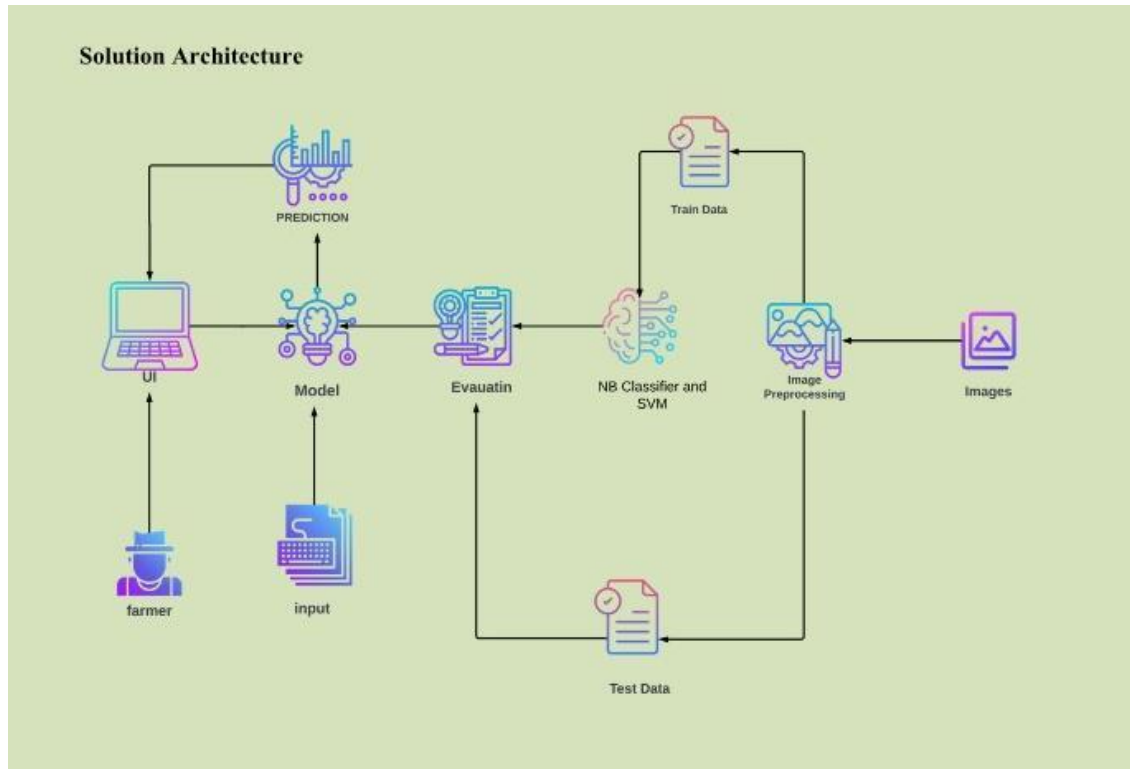 Solution Architecture
PREDICTION
Train Data
UI
Model
Evauatin
NB Classifier and
SVM
Image
Preprocessing
Images
farmer
input
Test Data